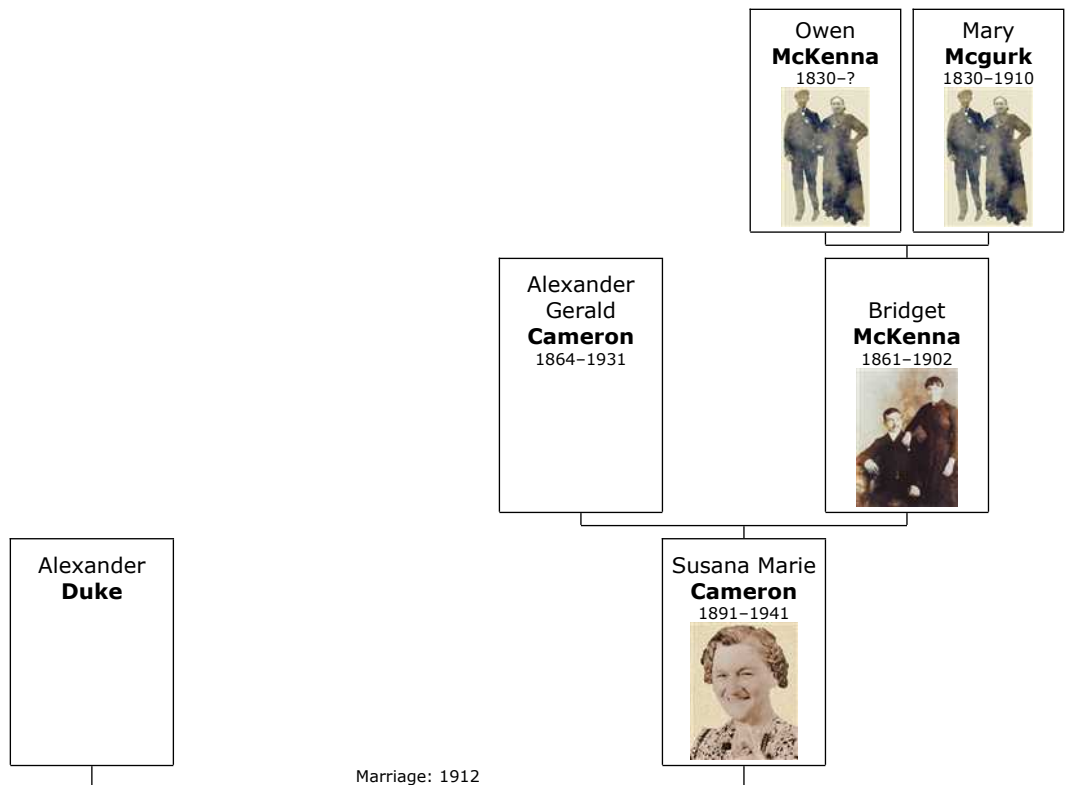 Owen
McKenna
1830–?
Mary
Mcgurk
1830–1910
Alexander
Gerald
Cameron
1864–1931
Bridget
McKenna
1861–1902
Alexander
Duke
Susana Marie
Cameron
1891–1941
Marriage: 1912